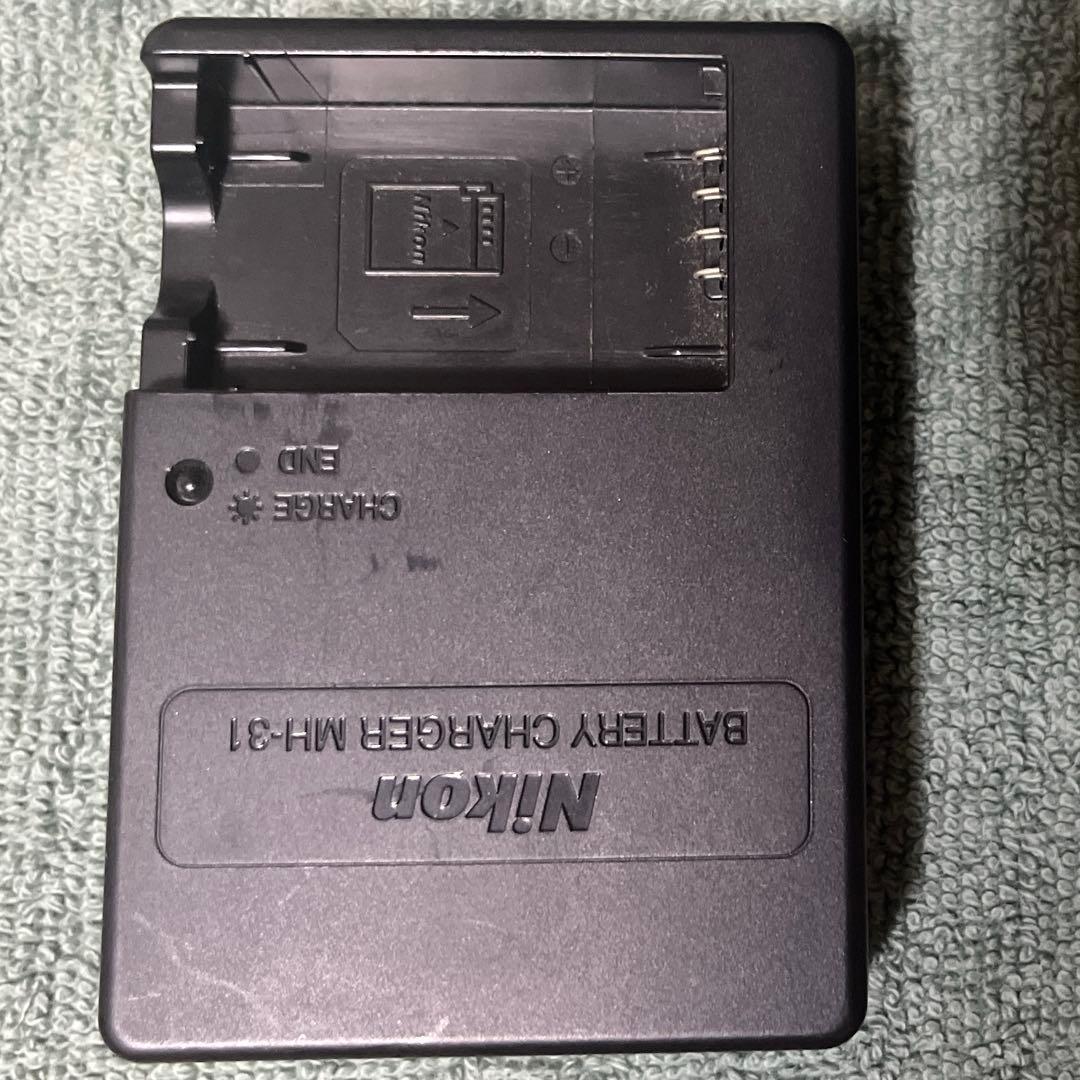 Nikon
BATTERY CHARGER MH-31
CHARGE
END
Nikon
+
-